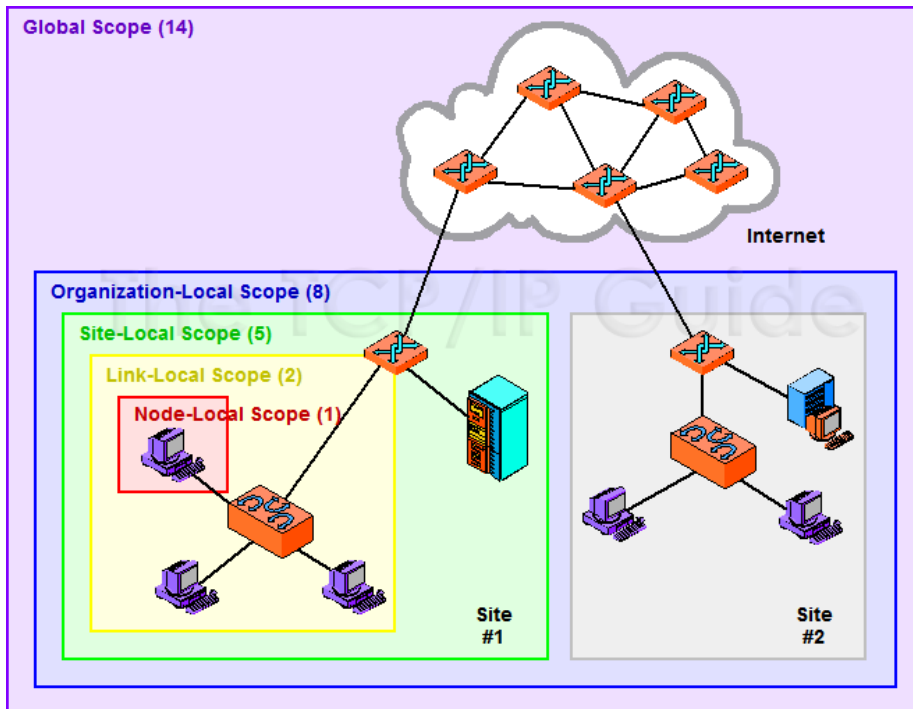 Global Scope (14)
Internet
The TCP/IP Guide
Organization-Local Scope (8)
Site-Local Scope (5)
Link-Local Scope (2)
Node-Local Scope (1)
Site
#1
Site
#2